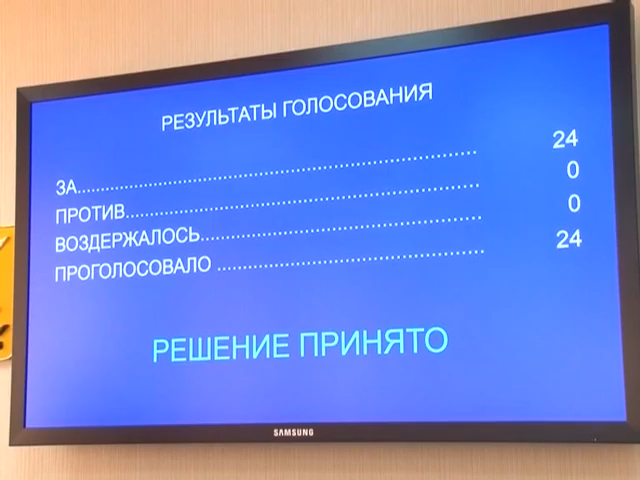 РЕЗУЛЬТАТЫ ГОЛОСОВАНИЯ
ЗА............................................................................ 24
ПРОТИВ.................................................................. 0
ВОЗДЕРЖАЛОСЬ.................................................... 0
ПРОГОЛОСОВАЛО ................................................ 24
РЕШЕНИЕ ПРИНЯТО
SAMSUNG